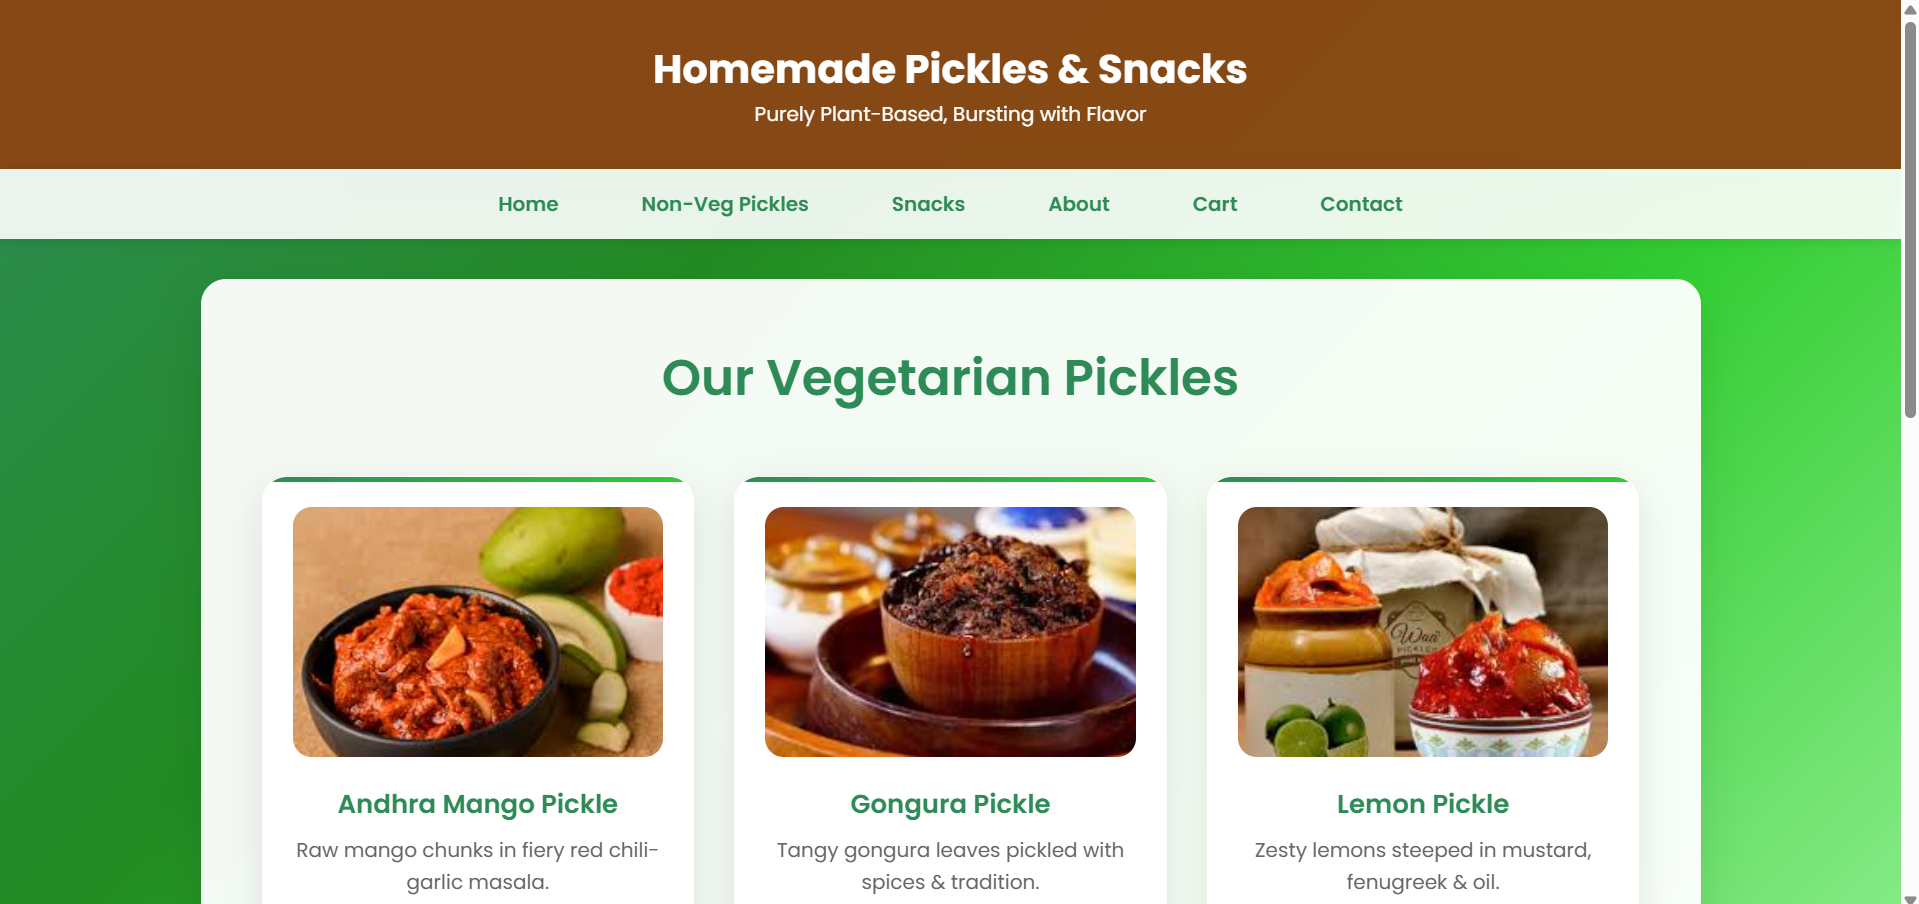 Homemade Pickles & Snacks
Purely Plant-Based, Bursting with Flavor
Home Non-Veg Pickles Snacks About Cart Contact
Our Vegetarian Pickles
Waa
PICKLES
Andhra Mango Pickle
Gongura Pickle
Lemon Pickle
Raw mango chunks in fiery red chili-
garlic masala.
Tangy gongura leaves pickled with
spices & tradition.
Zesty lemons steeped in mustard,
fenugreek & oil.